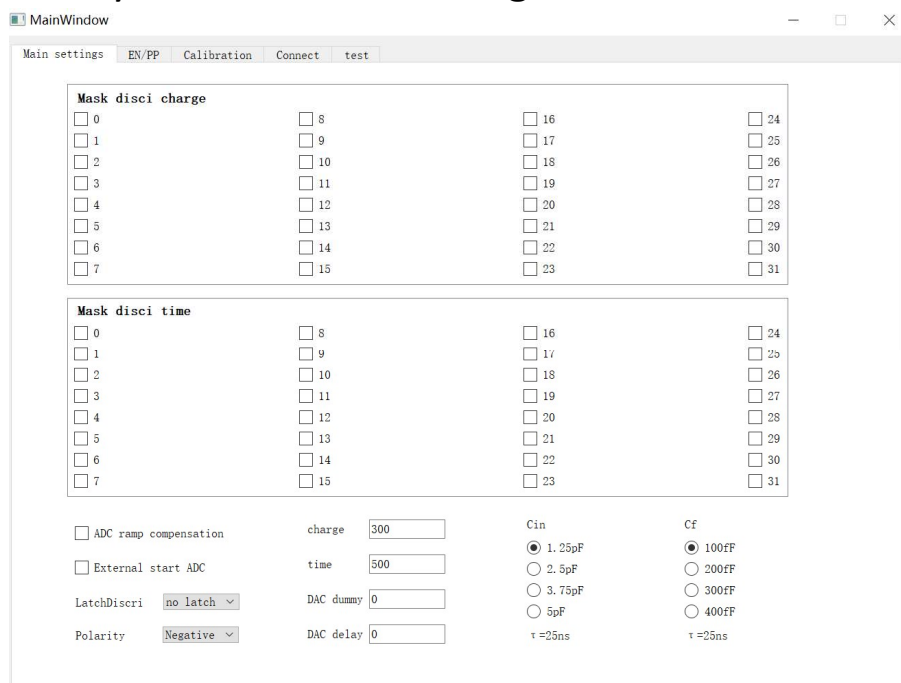 MainWindow
Main settings EN/PP Calibration Connect test
Mask disci charge
0 8 16 24
1 9 17 25
2 10 18 26
3 11 19 27
4 12 20 28
5 13 21 29
6 14 22 30
7 15 23 31
Mask disci time
0 8 16 24
1 9 17 25
2 10 18 26
3 11 19 27
4 12 20 28
5 13 21 29
6 14 22 30
7 15 23 31
ADC ramp compensation charge 300 Cin Cf
1.25pF 100fF
External start ADC time 500 2.5pF 200fF
3.75pF 300fF
LatchDiscri no latch DAC dummy 0 5pF 400fF
Polarity Negative DAC delay 0 τ=25ns τ=25ns